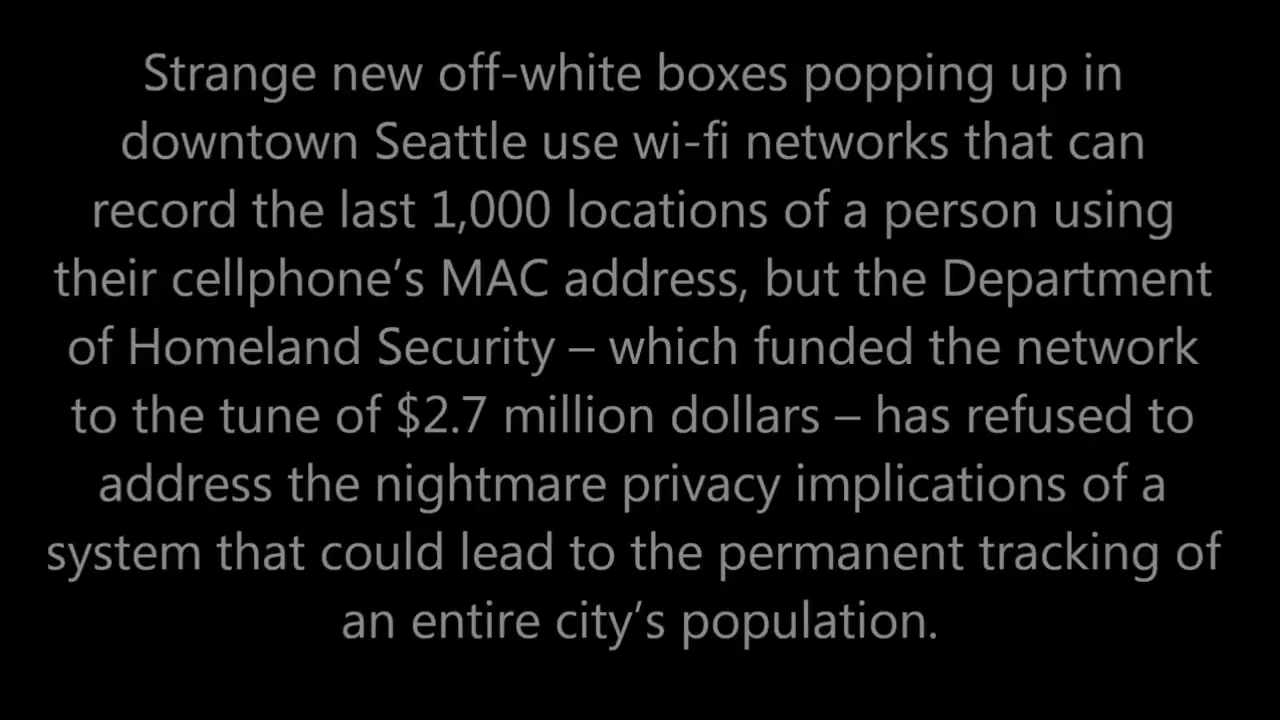 Strange new off-white boxes popping up in
downtown Seattle use wi-fi networks that can
record the last 1,000 locations of a person using
their cellphone’s MAC address, but the Department
of Homeland Security – which funded the network
to the tune of $2.7 million dollars – has refused to
address the nightmare privacy implications of a
system that could lead to the permanent tracking of
an entire city’s population.